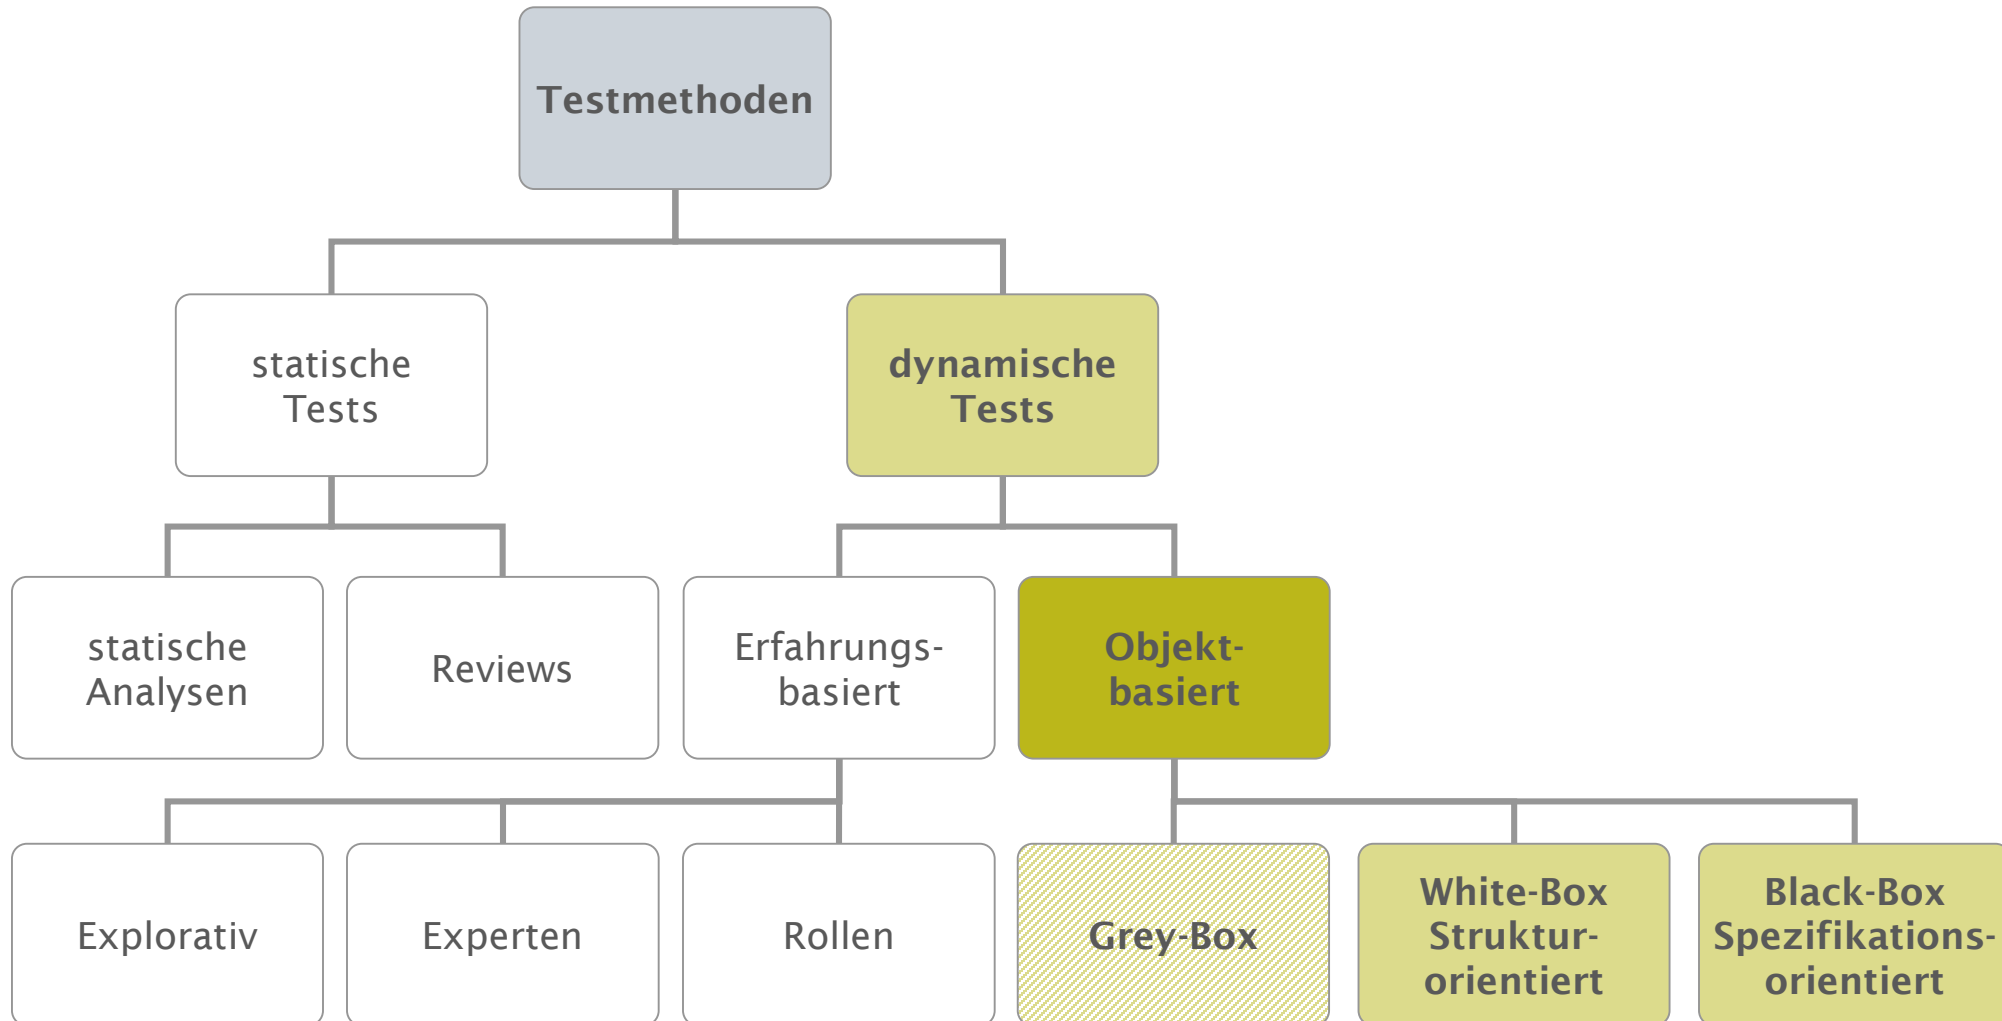 Testmethoden
statische
Tests
dynamische
Tests
statische
Analysen
Reviews
Erfahrungs-
basiert
Objekt-
basiert
Explorativ
Experten
Rollen
Grey-Box
White-Box
Struktur-
orientiert
Black-Box
Spezifikations-
orientiert